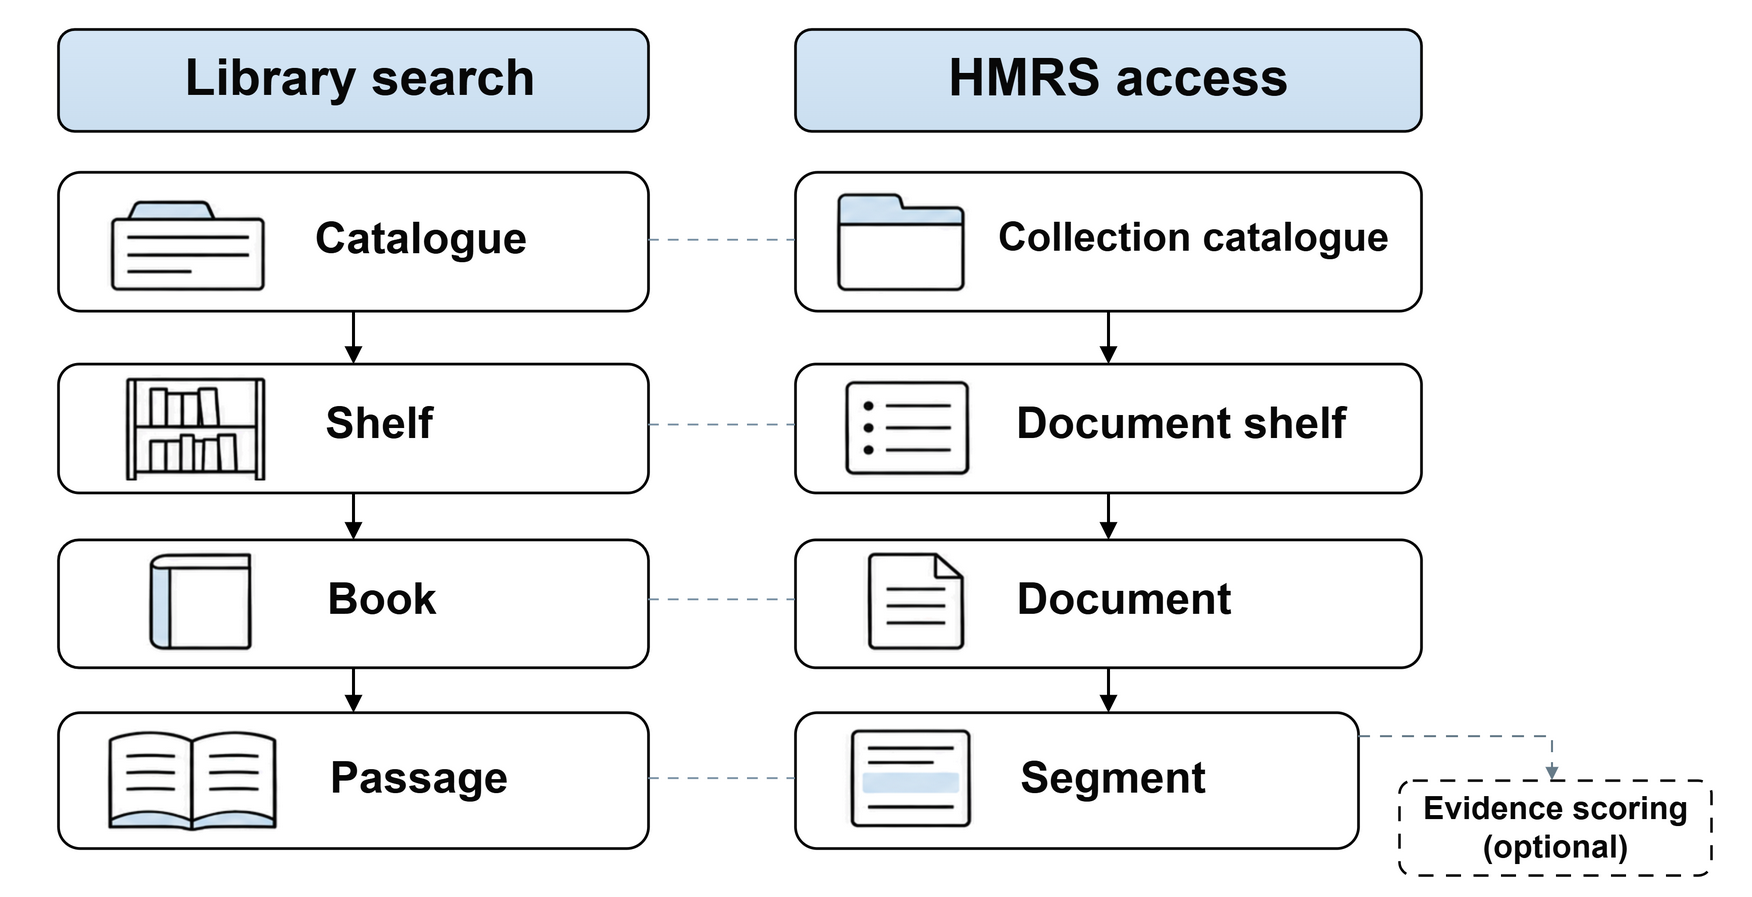 Library search
HMRS access
Catalogue
Collection catalogue
Shelf
Document shelf
Book
Document
Passage
Segment
Evidence scoring
(optional)